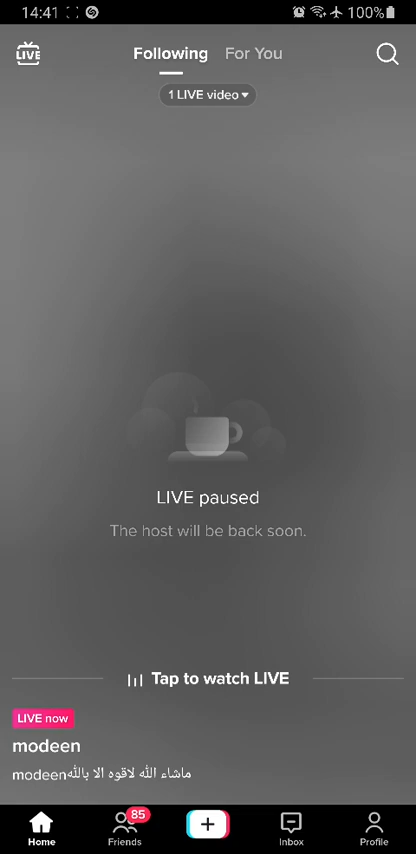 14:41 100%
LIVE Following For You
1 LIVE video
LIVE paused
The host will be back soon.
Tap to watch LIVE
LIVE now
modeen
modeenماشاء الله لاقوه الا بالله
85
Home Friends Inbox Profile